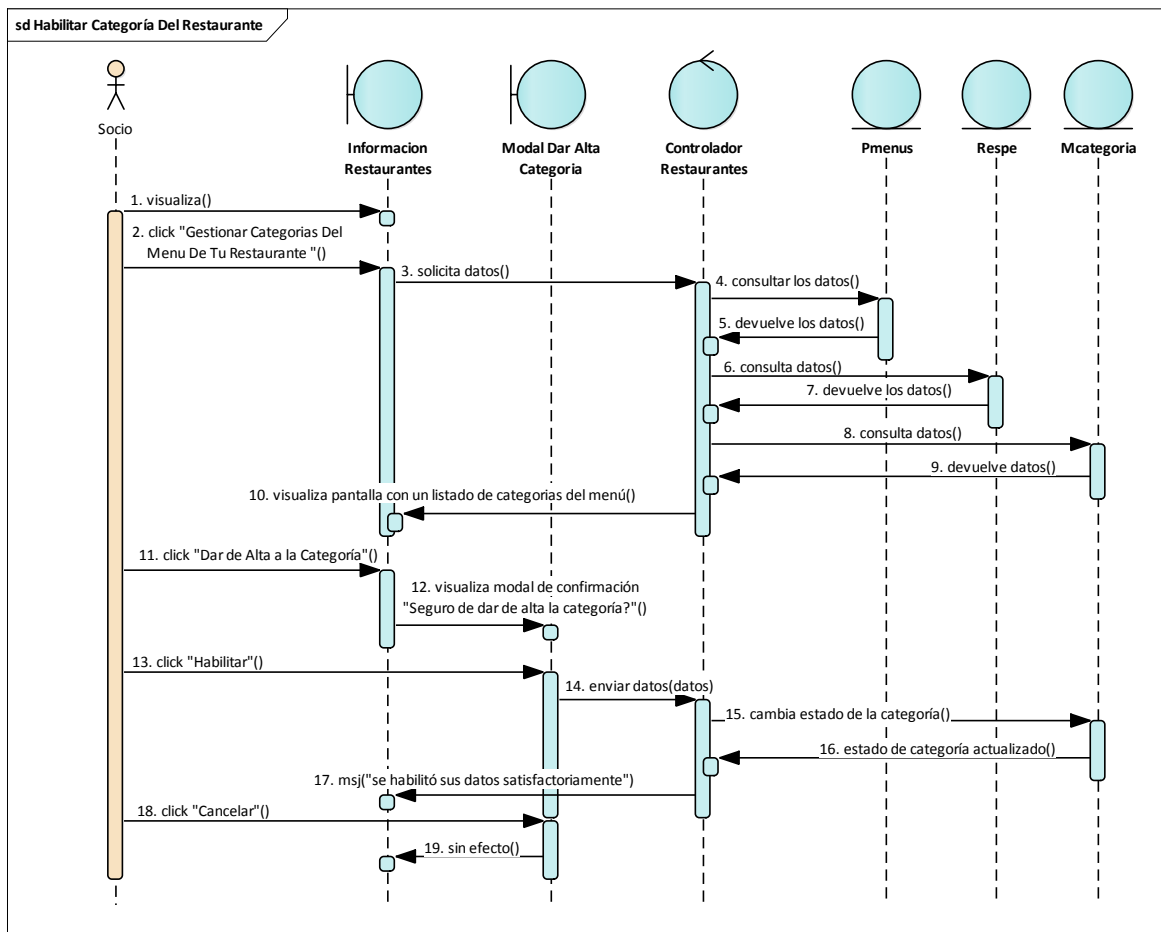 sd Habilitar Categoría Del Restaurante
Socio
Informacion
Restaurantes
Modal Dar Alta
Categoria
Controlador
Restaurantes
Pmenus
Respe
Mcategoria
1. visualiza()
2. click "Gestionar Categorias Del
Menu De Tu Restaurante "()
3. solicita datos()
4. consultar los datos()
5. devuelve los datos()
6. consulta datos()
7. devuelve los datos()
8. consulta datos()
9. devuelve datos()
10. visualiza pantalla con un listado de categorias del menú()
11. click "Dar de Alta a la Categoría"()
12. visualiza modal de confirmación
"Seguro de dar de alta la categoría?"()
13. click "Habilitar"()
14. enviar datos(datos)
15. cambia estado de la categoría()
16. estado de categoría actualizado()
17. msj("se habilitó sus datos satisfactoriamente")
18. click "Cancelar"()
19. sin efecto()